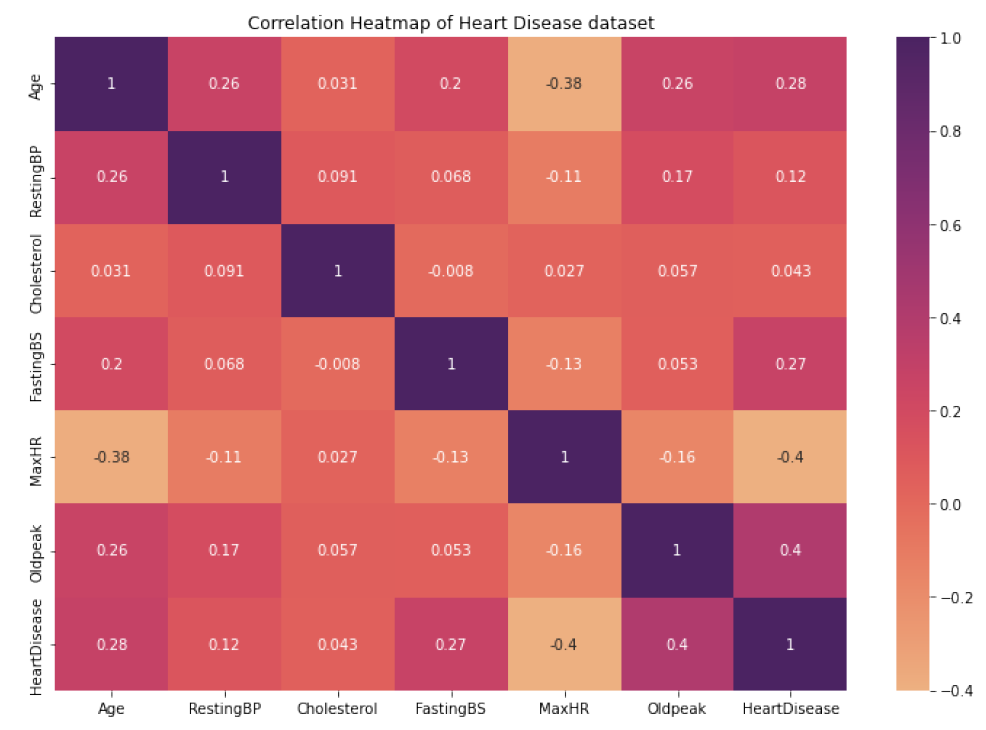 Correlation Heatmap of Heart Disease dataset
Age 1 0.26 0.031 0.2 -0.38 0.26 0.28
RestingBP 0.26 1 0.091 0.068 -0.11 0.17 0.12
Cholesterol 0.031 0.091 1 -0.008 0.027 0.057 0.043
FastingBS 0.2 0.068 -0.008 1 -0.13 0.053 0.27
MaxHR -0.38 -0.11 0.027 -0.13 1 -0.16 -0.4
Oldpeak 0.26 0.17 0.057 0.053 -0.16 1 0.4
HeartDisease 0.28 0.12 0.043 0.27 -0.4 0.4 1
Age RestingBP Cholesterol FastingBS MaxHR Oldpeak HeartDisease
1.0
0.8
0.6
0.4
0.2
0.0
−0.2
−0.4